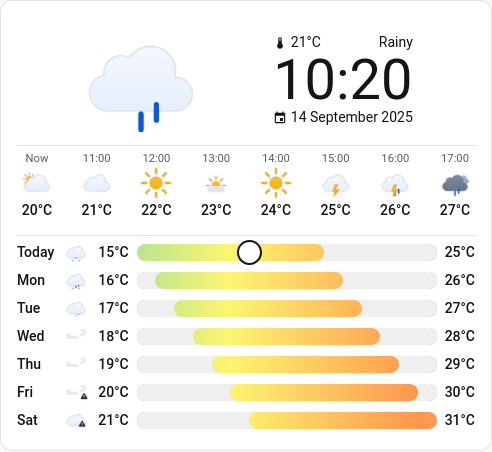 21°C Rainy
10:20
14 September 2025
Now 11:00 12:00 13:00 14:00 15:00 16:00 17:00
20°C 21°C 22°C 23°C 24°C 25°C 26°C 27°C
Today 15°C 25°C
Mon 16°C 26°C
Tue 17°C 27°C
Wed 18°C 28°C
Thu 19°C 29°C
Fri 20°C 30°C
Sat 21°C 31°C